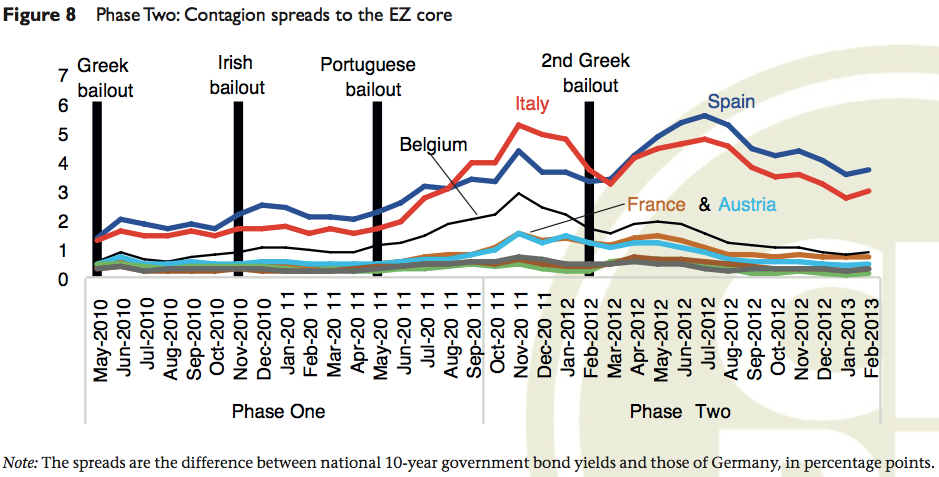 Figure 8 Phase Two: Contagion spreads to the EZ core
Greek
bailout
Irish
bailout
Portuguese
bailout
2nd Greek
bailout
7
6
5
4
3
2
1
0
Italy
Spain
Belgium
France & Austria
May-2010
Jun-2010
Jul-2010
Aug-2010
Sep-2010
Oct-2010
Nov-2010
Dec-2010
Jan-20 11
Feb-20 11
Mar-20 11
Apr-20 11
May-20 11
Jun-20 11
Jul-20 11
Aug-20 11
Sep-20 11
Oct-20 11
Nov-20 11
Dec-20 11
Jan-2012
Feb-2012
Mar-2012
Apr-2012
May-2012
Jun-2012
Jul-2012
Aug-2012
Sep-2012
Oct-2012
Nov-2012
Dec-2012
Jan-2013
Feb-2013
Phase One
Phase Two
Note: The spreads are the difference between national 10-year government bond yields and those of Germany, in percentage points.